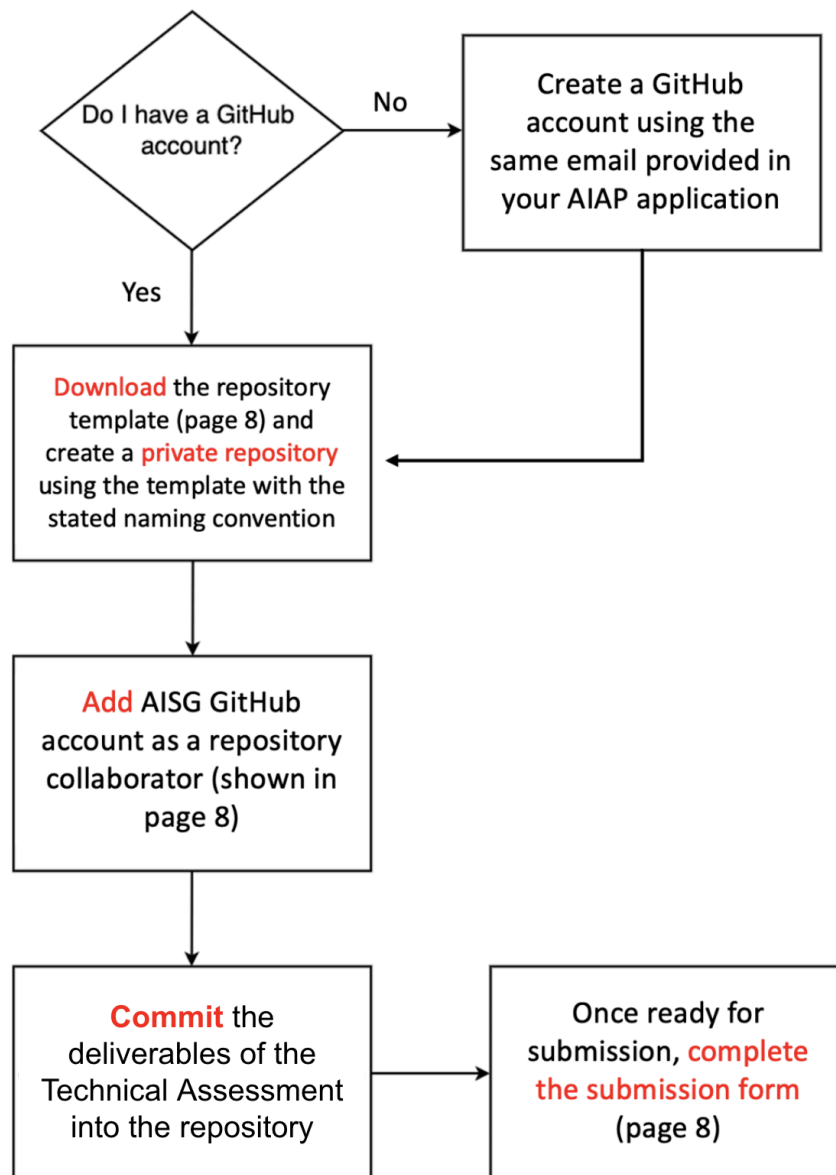 Do I have a GitHub
account?
No
Create a GitHub
account using the
same email provided in
your AIAP application
Yes
Download the repository
template (page 8) and
create a private repository
using the template with the
stated naming convention
Add AISG GitHub
account as a repository
collaborator (shown in
page 8)
Commit the
deliverables of the
Technical Assessment
into the repository
Once ready for
submission, complete
the submission form
(page 8)